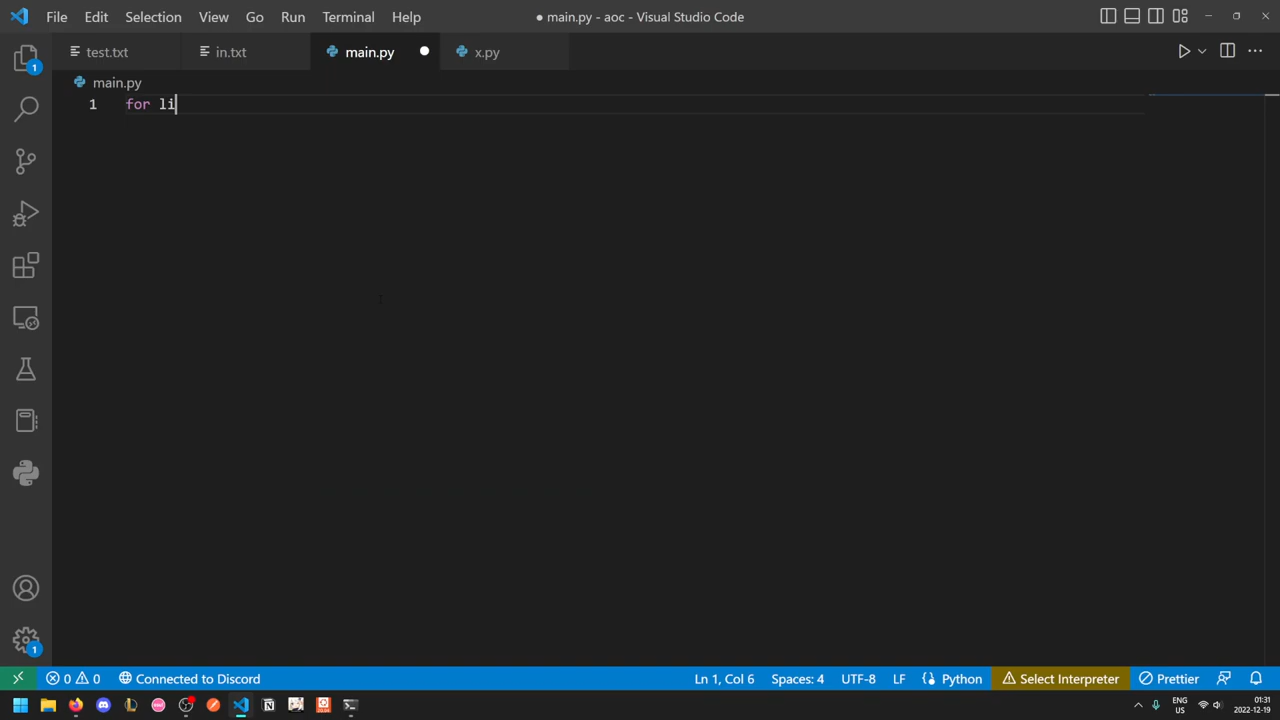 File Edit Selection View Go Run Terminal Help ● main.py - aoc - Visual Studio Code
test.txt in.txt main.py x.py
main.py
1 for li
1
1
0 0 Connected to Discord Ln 1, Col 6 Spaces: 4 UTF-8 LF Python Select Interpreter Prettier
ENG 01:31
US 2022-12-19